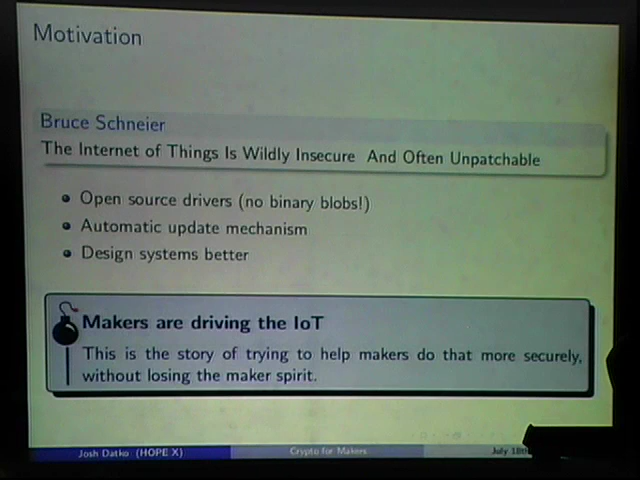 Motivation
Bruce Schneier
The Internet of Things Is Wildly Insecure And Often Unpatchable
Open source drivers (no binary blobs!)
Automatic update mechanism
Design systems better
Makers are driving the IoT
This is the story of trying to help makers do that more securely,
without losing the maker spirit.
Josh Datko (HOPE X)
Crypto for Makers
July